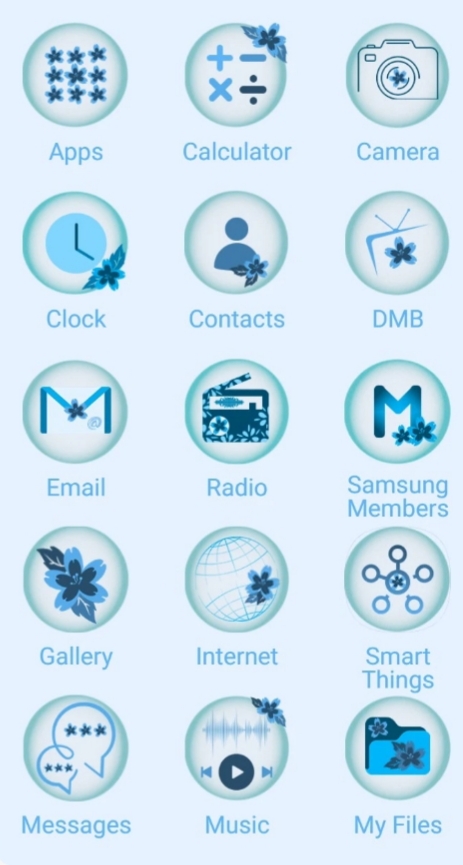 Apps
Calculator
Camera
Clock
Contacts
DMB
Email
Radio
Samsung
Members
Gallery
Internet
Smart
Things
Messages
Music
My Files